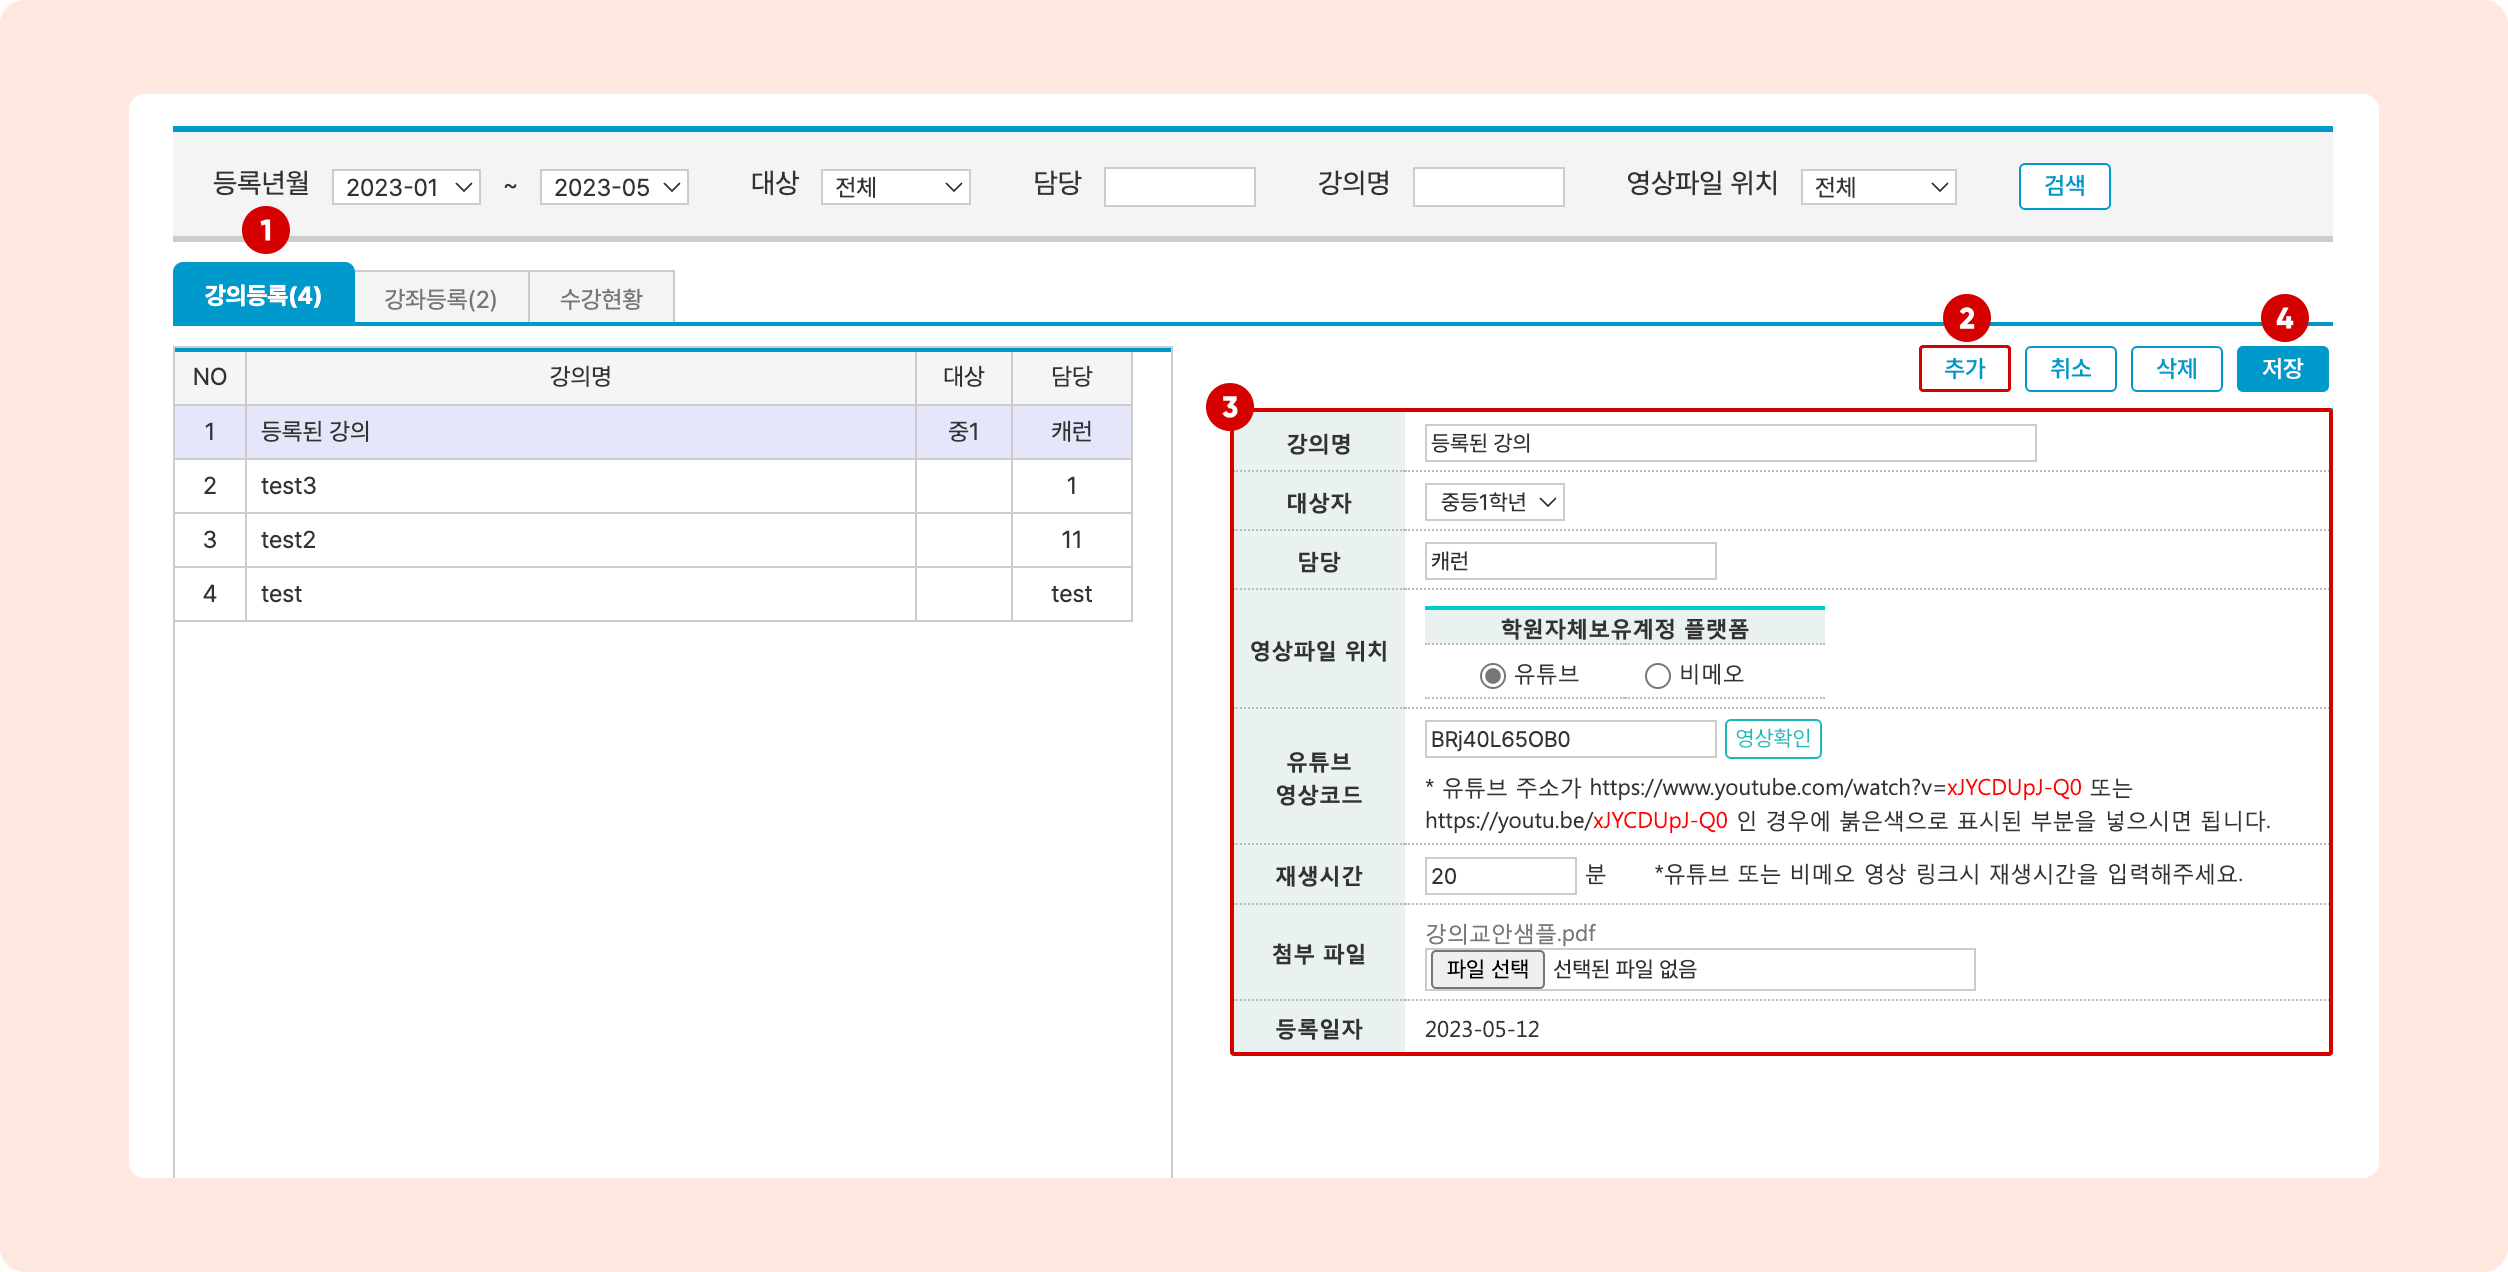 등록년월 2023-01 ~ 2023-05 대상 전체 담당 강의명 영상파일 위치 전체 검색
1
강의등록(4) 강좌등록(2) 수강현황
2 4
추가 취소 삭제 저장
NO 강의명 대상 담당
1 등록된 강의 중1 캐런
2 test3 1
3 test2 11
4 test test
3
강의명 등록된 강의
대상자 중등1학년
담당 캐런
영상파일 위치
학원자체보유계정 플랫폼
유튜브 비메오
유튜브
영상코드
BRj40L65OB0 영상확인
* 유튜브 주소가 https://www.youtube.com/watch?v=xJYCDUpJ-Q0 또는
https://youtu.be/xJYCDUpJ-Q0 인 경우에 붉은색으로 표시된 부분을 넣으시면 됩니다.
재생시간 20 분 *유튜브 또는 비메오 영상 링크시 재생시간을 입력해주세요.
첨부 파일
강의교안샘플.pdf
파일 선택 선택된 파일 없음
등록일자 2023-05-12